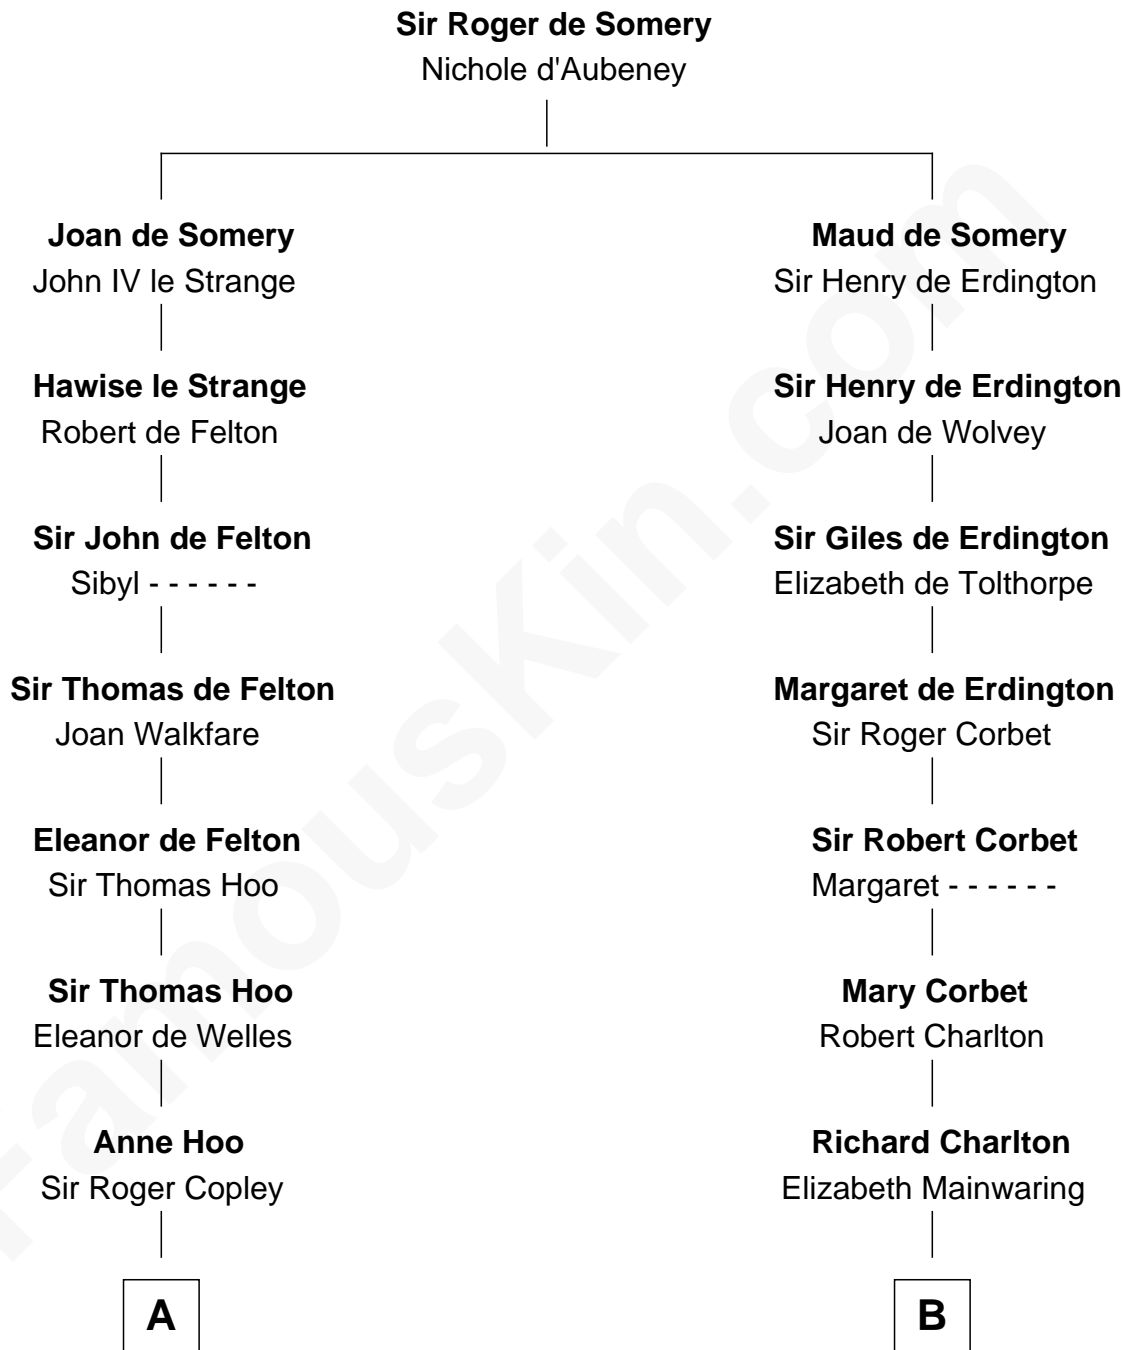 Sir Roger de Somery
Nichole d'Aubeney
Joan de Somery
John IV le Strange
Maud de Somery
Sir Henry de Erdington
Hawise le Strange
Robert de Felton
Sir Henry de Erdington
Joan de Wolvey
Sir John de Felton
Sibyl - - - - - -
Sir Giles de Erdington
Elizabeth de Tolthorpe
Sir Thomas de Felton
Joan Walkfare
Margaret de Erdington
Sir Roger Corbet
Eleanor de Felton
Sir Thomas Hoo
Sir Robert Corbet
Margaret - - - - - -
Sir Thomas Hoo
Eleanor de Welles
Mary Corbet
Robert Charlton
Anne Hoo
Sir Roger Copley
Richard Charlton
Elizabeth Mainwaring
A
B
FamousKin.com